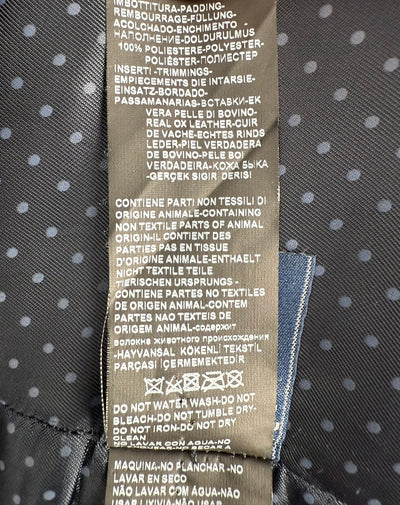 IMBOTTITURA-PADDING-
REMBOURRAGE-FÜLLUNG-
ACOLCHADO-ENCHIMENTO-
НАПОЛНЕНИЕ-DOLDURULMUS
100% POLIESTERE-POLYESTER-
POLIÉSTER-ПОЛИЕСТЕР
INSERTI -TRIMMINGS-
EMPIECEMENTS DIE INTARSIE-
EINSATZ-BORDADO-
PASSAMANARIAS-ВСТАВКИ-EK
VERA PELLE DI BOVINO-
REAL OX LEATHER-CUIR
DE VACHE-ECHTES RINDS
LEDER-PIEL VERRADERA
DE BOVINO-PELE BOI
VERDADEIRA-КОЖА БЫКА
-GERÇEK SIGIR DERISI
CONTIENE PARTI NON TESSILI DI
ORIGINE ANIMALE-CONTAINING
NON TEXTILE PARTS OF ANIMAL
ORIGIN-IL CONTIENT DES
PARTIES PAS EN TISSUE
D'ORIGINE ANIMALE-ENTHAELT
NICHT TEXTILE TEILE
TIERISCHEN URSPRUNGS-
CONTIENE PARTES NO TEXTILES
DE ORIGEN ANIMAL-CONTEM
PARTES NAO TEXTEIS DE
ORIGEM ANIMAL-содержит
волокна животного происхождения
-HAYVANSAL KÖKENLİ TEKSTİL
PARÇASI İÇERMEMEKTEDİR
DO NOT WATER WASH-DO NOT
BLEACH-DO NOT TUMBLE DRY-
DO NOT IRON-DO NOT DRY
CLEAN
NO LAVAR CON AGUA-NO
MAQUINA-NO PLANCHAR -NO
LAVAR EN SECO
NÃO LAVAR COM ÁGUA-NÃO